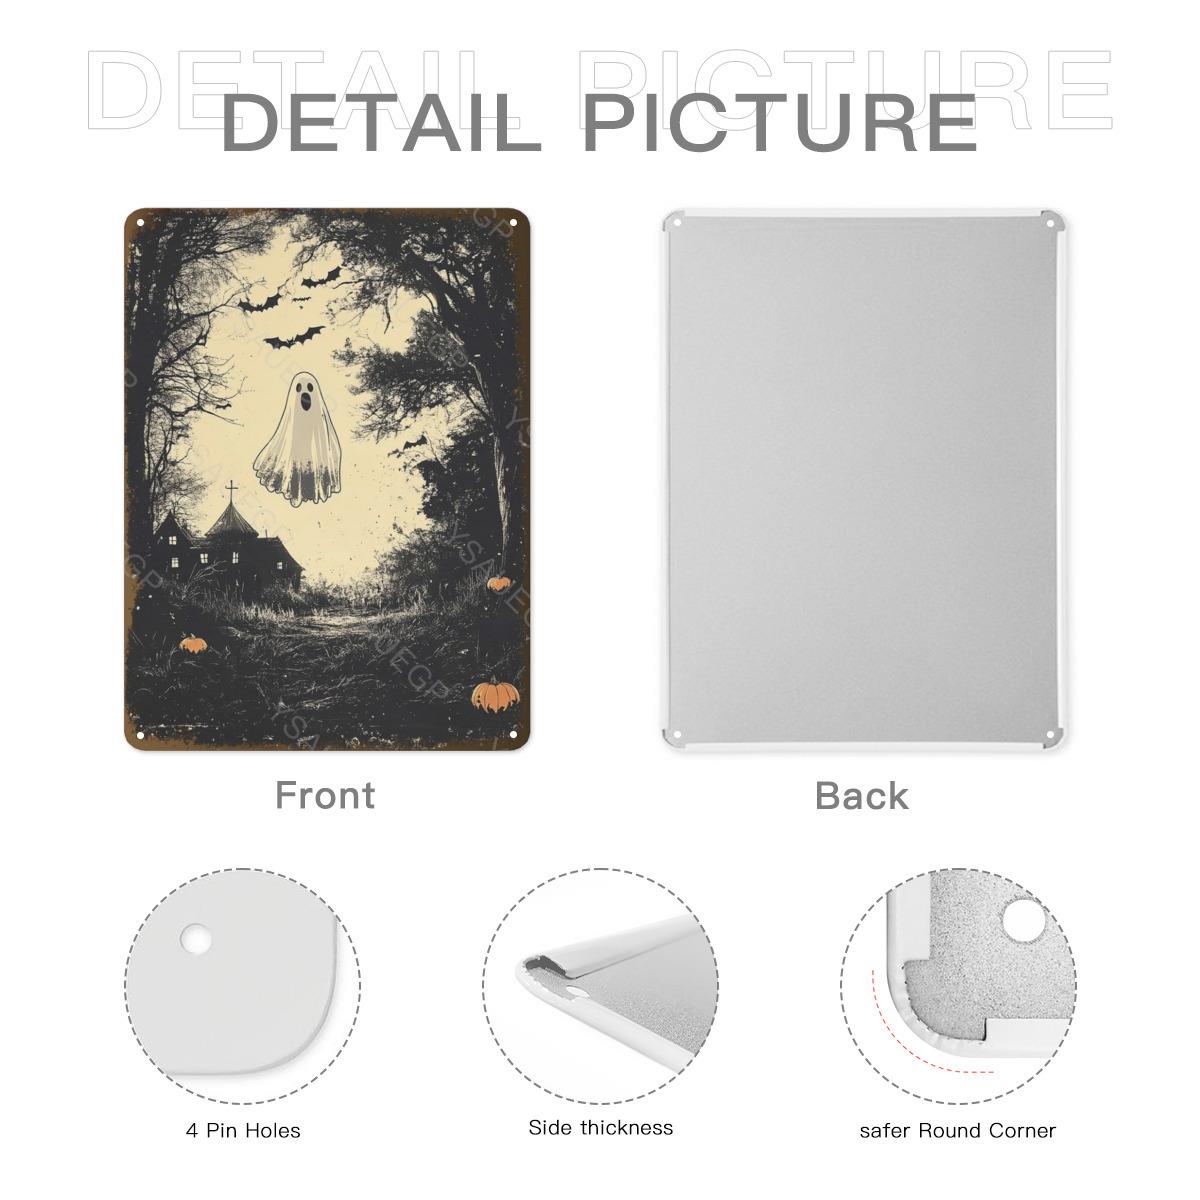 DETAIL PICTURE
DETAIL PICTURE
Front
Back
4 Pin Holes
Side thickness
safer Round Corner